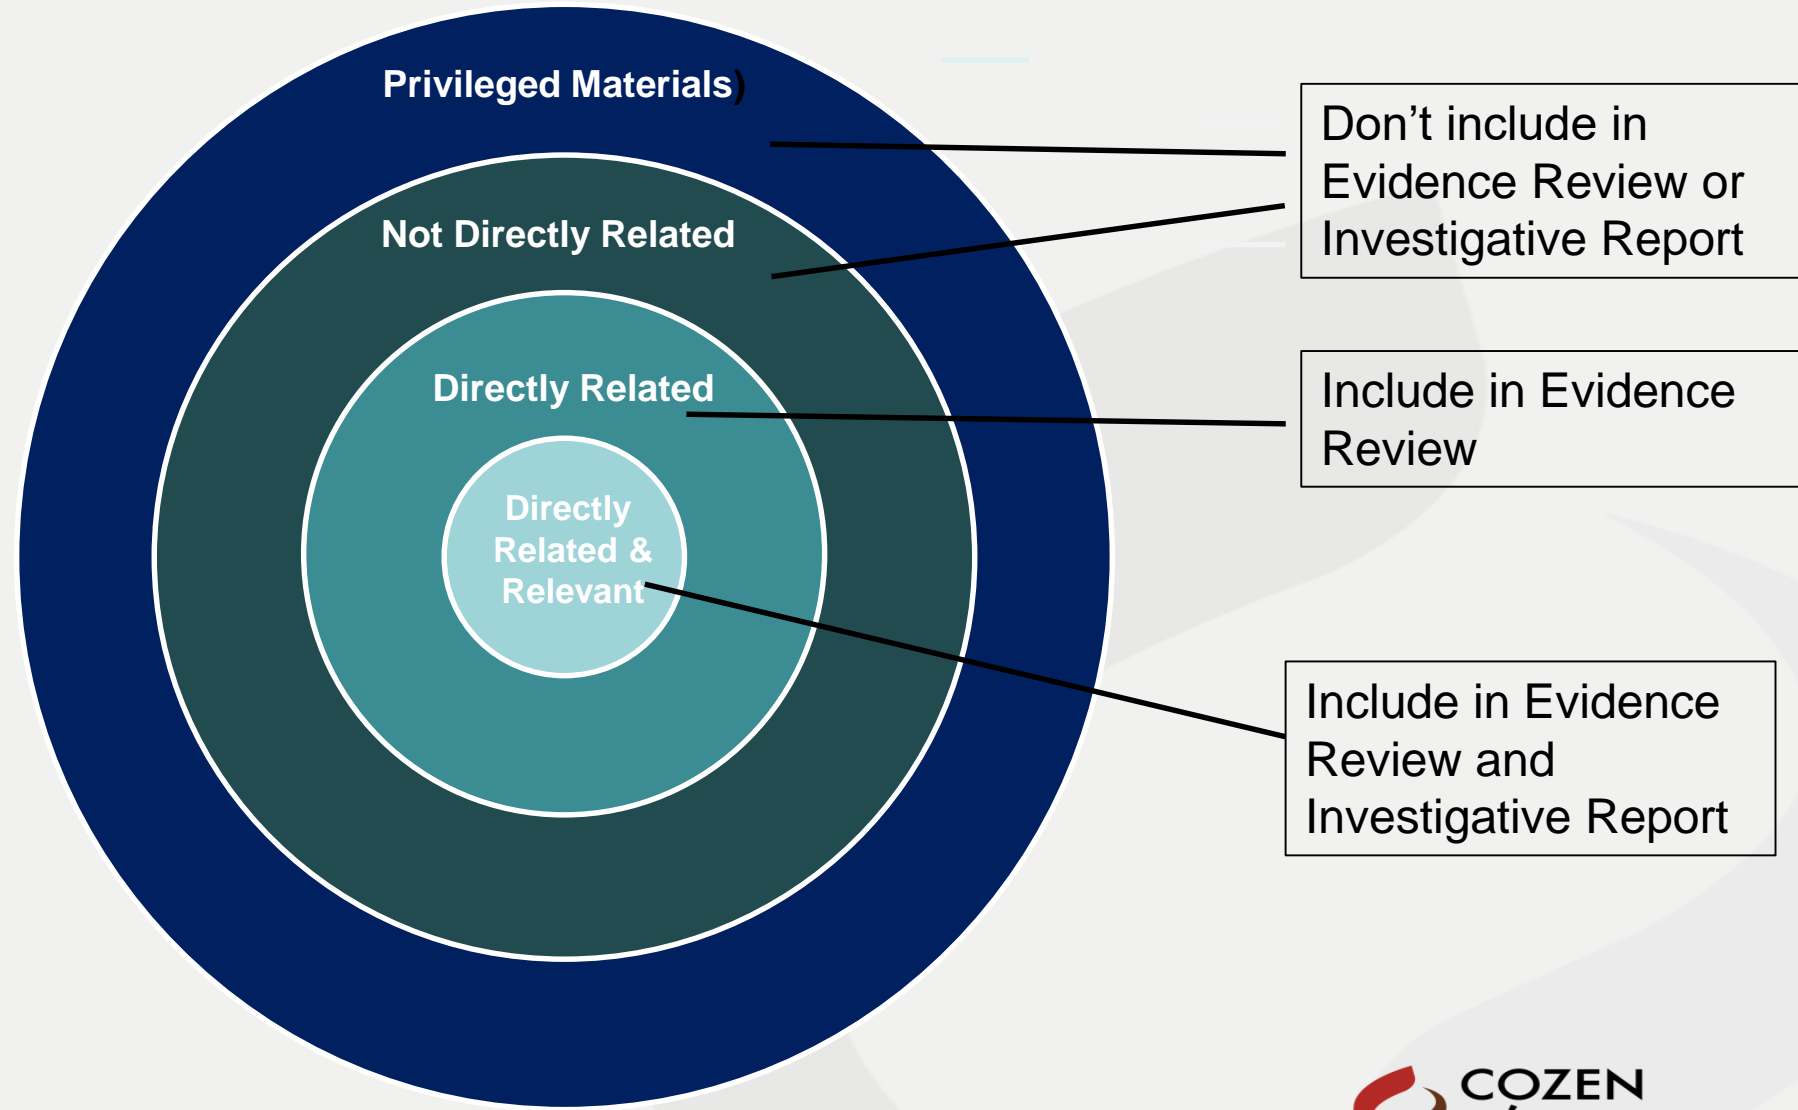 Privileged Materials)
Not Directly Related
Directly Related
Directly
Related &
Relevant
Don’t include in
Evidence Review or
Investigative Report
Include in Evidence
Review
Include in Evidence
Review and
Investigative Report
COZEN